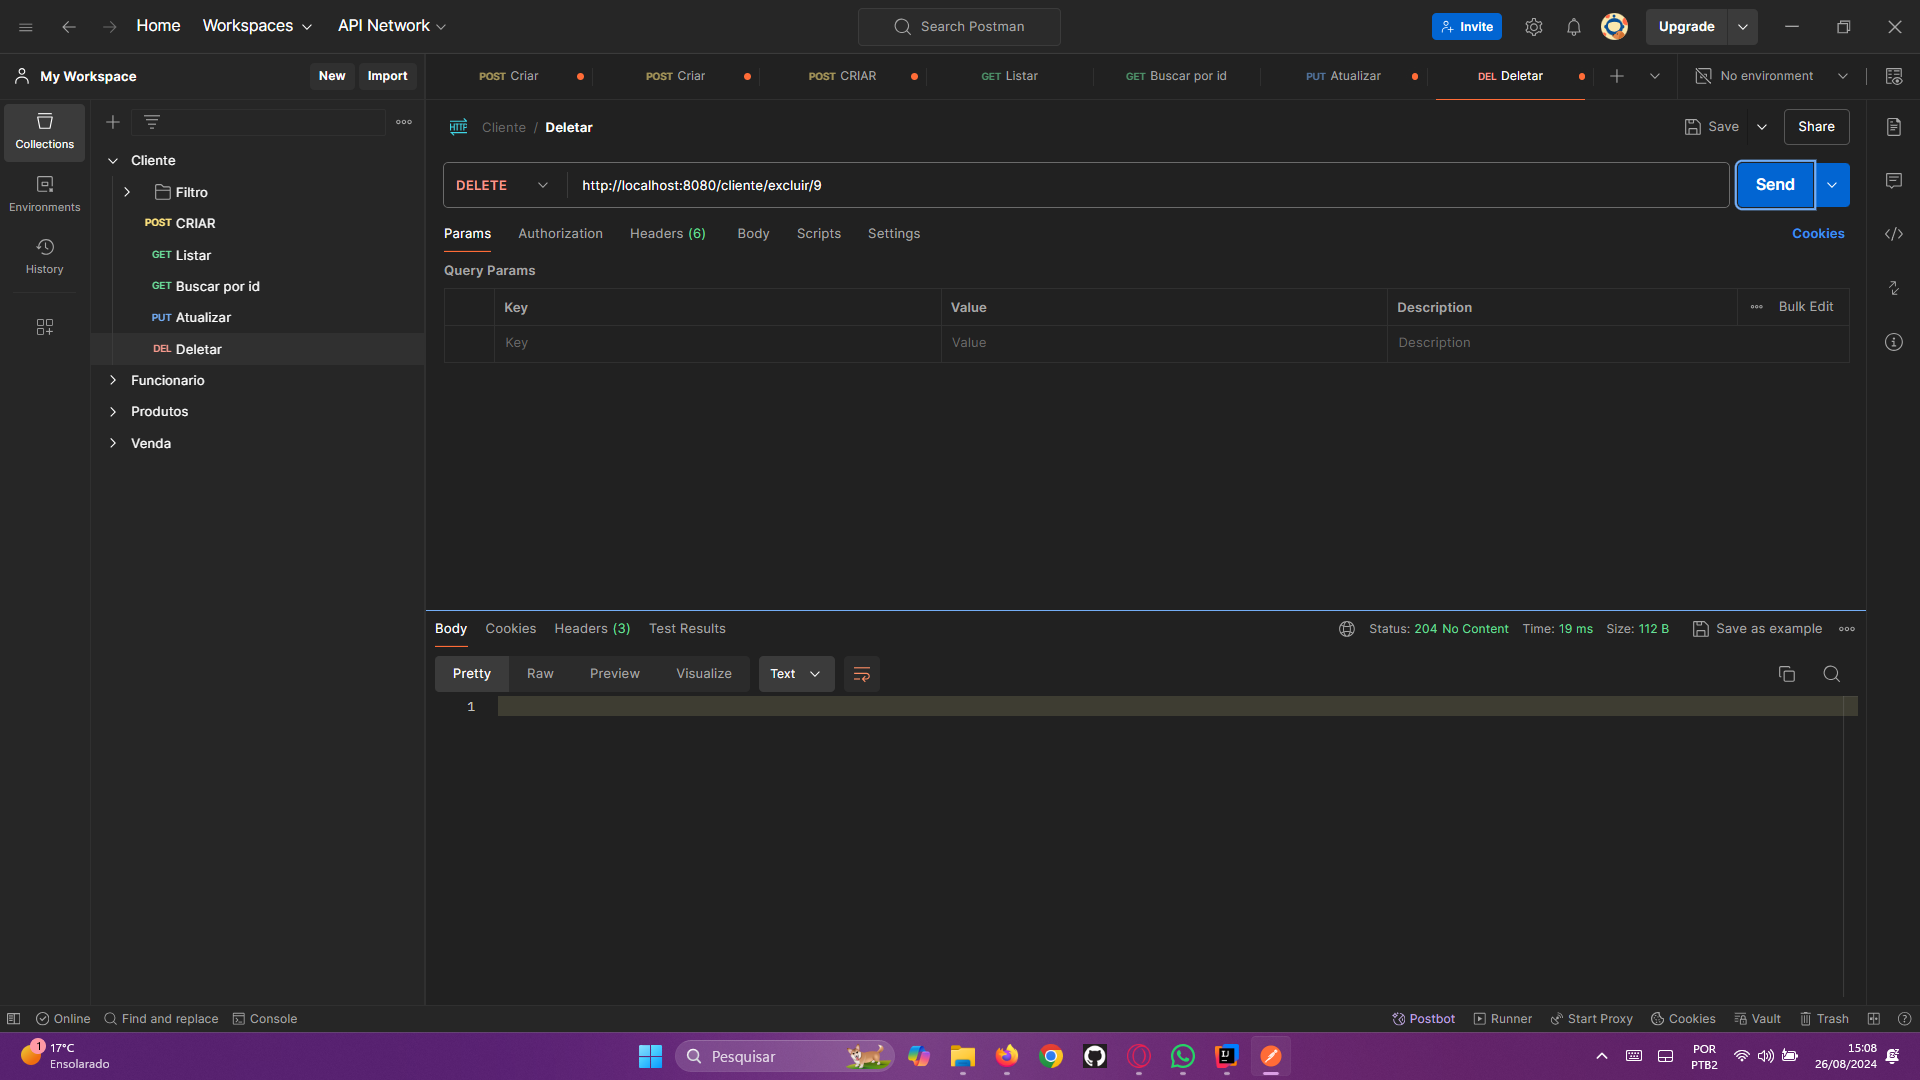 Home Workspaces API Network Search Postman Invite Upgrade
My Workspace New Import POST Criar POST Criar POST CRIAR GET Listar GET Buscar por id PUT Atualizar DEL Deletar No environment
Collections
Environments
History
Cliente
Filtro
POST CRIAR
GET Listar
GET Buscar por id
PUT Atualizar
DEL Deletar
Funcionario
Produtos
Venda
HTTP Cliente / Deletar Save Share
DELETE http://localhost:8080/cliente/excluir/9 Send
Params Authorization Headers (6) Body Scripts Settings Cookies
Query Params
Key Value Description Bulk Edit
Key Value Description
Body Cookies Headers (3) Test Results Status: 204 No Content Time: 19 ms Size: 112 B Save as example
Pretty Raw Preview Visualize Text
1
Online Find and replace Console Postbot Runner Start Proxy Cookies Vault Trash
1
17°C
Ensolarado
Pesquisar
IJ
POR
PTB2
15:08
26/08/2024